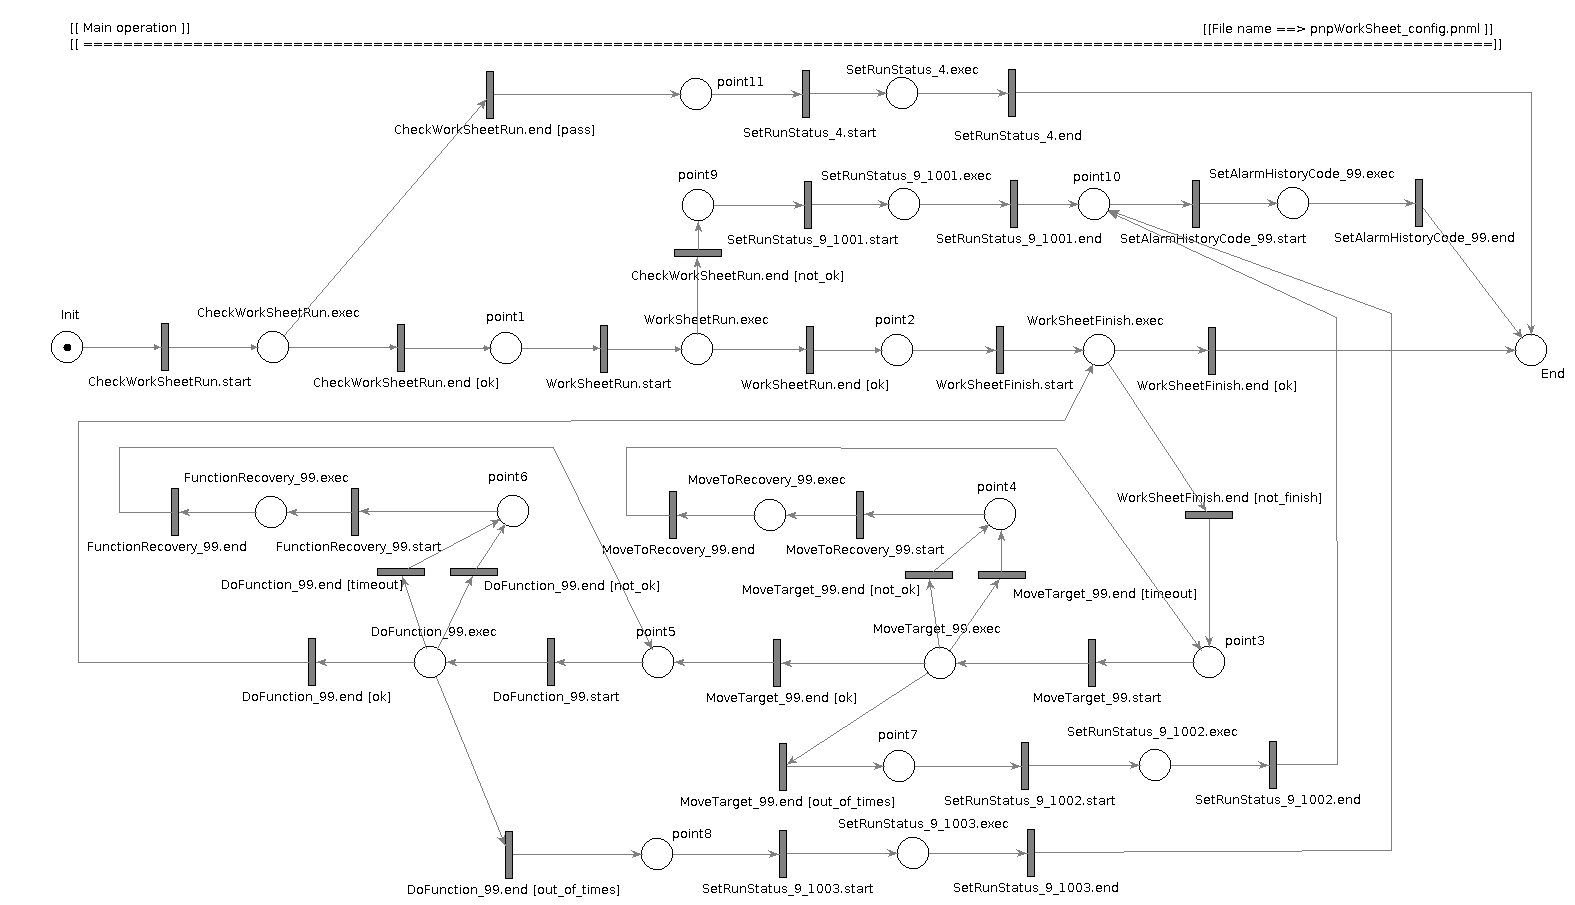 [[ Main operation ]]
[[File name ==> pnpWorkSheet_config.pnml ]]
[[ =============================================================================================================================================]]
SetRunStatus_4.exec
point11
CheckWorkSheetRun.end [pass]
SetRunStatus_4.start
SetRunStatus_4.end
point9
SetRunStatus_9_1001.exec
point10
SetAlarmHistoryCode_99.exec
SetRunStatus_9_1001.start
SetRunStatus_9_1001.end
SetAlarmHistoryCode_99.start
SetAlarmHistoryCode_99.end
CheckWorkSheetRun.end [not_ok]
Init
CheckWorkSheetRun.exec
point1
WorkSheetRun.exec
point2
WorkSheetFinish.exec
CheckWorkSheetRun.start
CheckWorkSheetRun.end [ok]
WorkSheetRun.start
WorkSheetRun.end [ok]
WorkSheetFinish.start
WorkSheetFinish.end [ok]
End
FunctionRecovery_99.exec
point6
MoveToRecovery_99.exec
point4
WorkSheetFinish.end [not_finish]
FunctionRecovery_99.end
FunctionRecovery_99.start
MoveToRecovery_99.end
MoveToRecovery_99.start
DoFunction_99.end [timeout]
DoFunction_99.end [not_ok]
MoveTarget_99.end [not_ok]
MoveTarget_99.end [timeout]
DoFunction_99.exec
point5
MoveTarget_99.exec
point3
DoFunction_99.end [ok]
DoFunction_99.start
MoveTarget_99.end [ok]
MoveTarget_99.start
point7
SetRunStatus_9_1002.exec
MoveTarget_99.end [out_of_times]
SetRunStatus_9_1002.start
SetRunStatus_9_1002.end
point8
SetRunStatus_9_1003.exec
DoFunction_99.end [out_of_times]
SetRunStatus_9_1003.start
SetRunStatus_9_1003.end